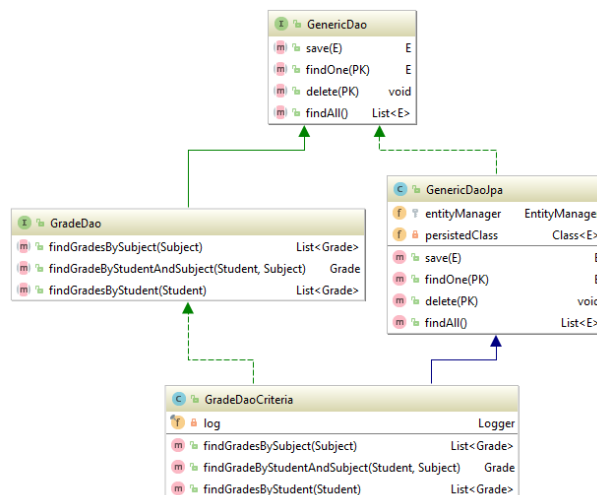 GenericDao
save(E) E
findOne(PK) E
delete(PK) void
findAll() List<E>
GradeDao
findGradesBySubject(Subject) List<Grade>
findGradeByStudentAndSubject(Student, Subject) Grade
findGradesByStudent(Student) List<Grade>
GenericDaoJpa
entityManager EntityManage
persistedClass Class<E>
save(E) E
findOne(PK) E
delete(PK) void
findAll() List<E>
GradeDaoCriteria
log Logger
findGradesBySubject(Subject) List<Grade>
findGradeByStudentAndSubject(Student, Subject) Grade
findGradesByStudent(Student) List<Grade>